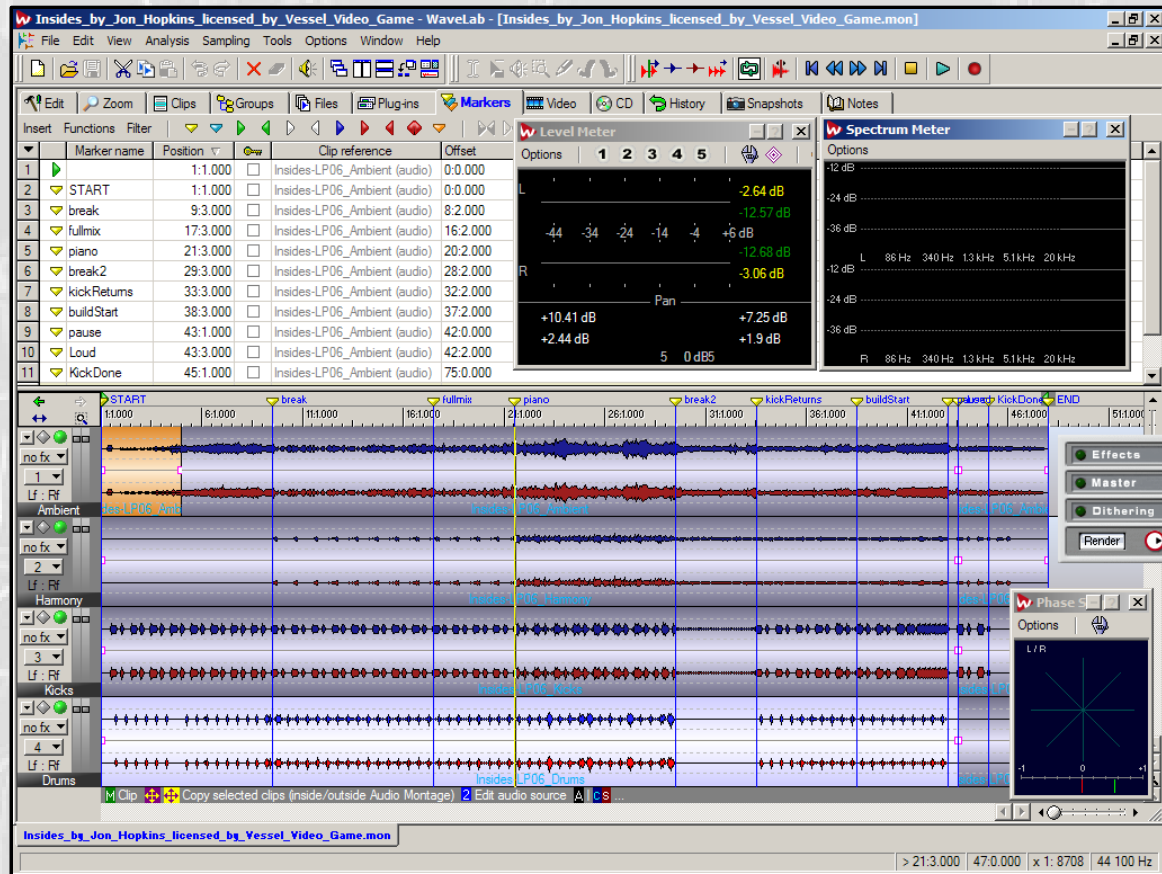 Insides_by_Jon_Hopkins_licensed_by_Vessel_Video_Game - WaveLab - [Insides_by_Jon_Hopkins_licensed_by_Vessel_Video_Game.mon]
File Edit View Analysis Sampling Tools Options Window Help
Edit Zoom Clips Groups Files Plug-ins Markers Video CD History Snapshots Notes
Insert Functions Filter
Marker name Position Clip reference Offset
1 1:1.000 Insides-LP06_Ambient (audio) 0:0.000
2 START 1:1.000 Insides-LP06_Ambient (audio) 0:0.000
3 break 9:3.000 Insides-LP06_Ambient (audio) 8:2.000
4 fullmix 17:3.000 Insides-LP06_Ambient (audio) 16:2.000
5 piano 21:3.000 Insides-LP06_Ambient (audio) 20:2.000
6 break2 29:3.000 Insides-LP06_Ambient (audio) 28:2.000
7 kickReturns 33:3.000 Insides-LP06_Ambient (audio) 32:2.000
8 buildStart 38:3.000 Insides-LP06_Ambient (audio) 37:2.000
9 pause 43:1.000 Insides-LP06_Ambient (audio) 42:0.000
10 Loud 43:3.000 Insides-LP06_Ambient (audio) 42:2.000
11 KickDone 45:1.000 Insides-LP06_Ambient (audio) 75:0.000
Level Meter
Options 1 2 3 4 5
L -2.64 dB
-12.57 dB
-44 -34 -24 -14 -4 +6 dB
-12.68 dB
R -3.06 dB
Pan
+10.41 dB +7.25 dB
+2.44 dB +1.9 dB
5 0 dB5
Spectrum Meter
Options
-12 dB
-24 dB
-36 dB
L 86 Hz 340 Hz 1.3 kHz 5.1kHz 20 kHz
-12 dB
-24 dB
-36 dB
R 86 Hz 340 Hz 1.3 kHz 5.1kHz 20 kHz
START break fullmix piano break2 kickReturns buildStart KickDone END
1:1.000 6:1.000 11:1.000 16:1.000 21:1.000 26:1.000 31:1.000 36:1.000 41:1.000 46:1.000 51:1.000
no fx
1
Lf : Rf
Ambient
Insides-LP06_Ambient
no fx
2
Lf : Rf
Harmony
Insides-LP06_Harmony
no fx
3
Lf : Rf
Kicks
Insides-LP06_Kicks
no fx
4
Lf : Rf
Drums
Insides-LP06_Drums
Effects
Master
Dithering
Render
Phase
Options
L/R
-1 0 +1
M Clip Copy selected clips (inside/outside Audio Montage) 2 Edit audio source A C S ...
Insides_by_Jon_Hopkins_licensed_by_Vessel_Video_Game.mon
> 21:3.000 47:0.000 x 1: 8708 44 100 Hz